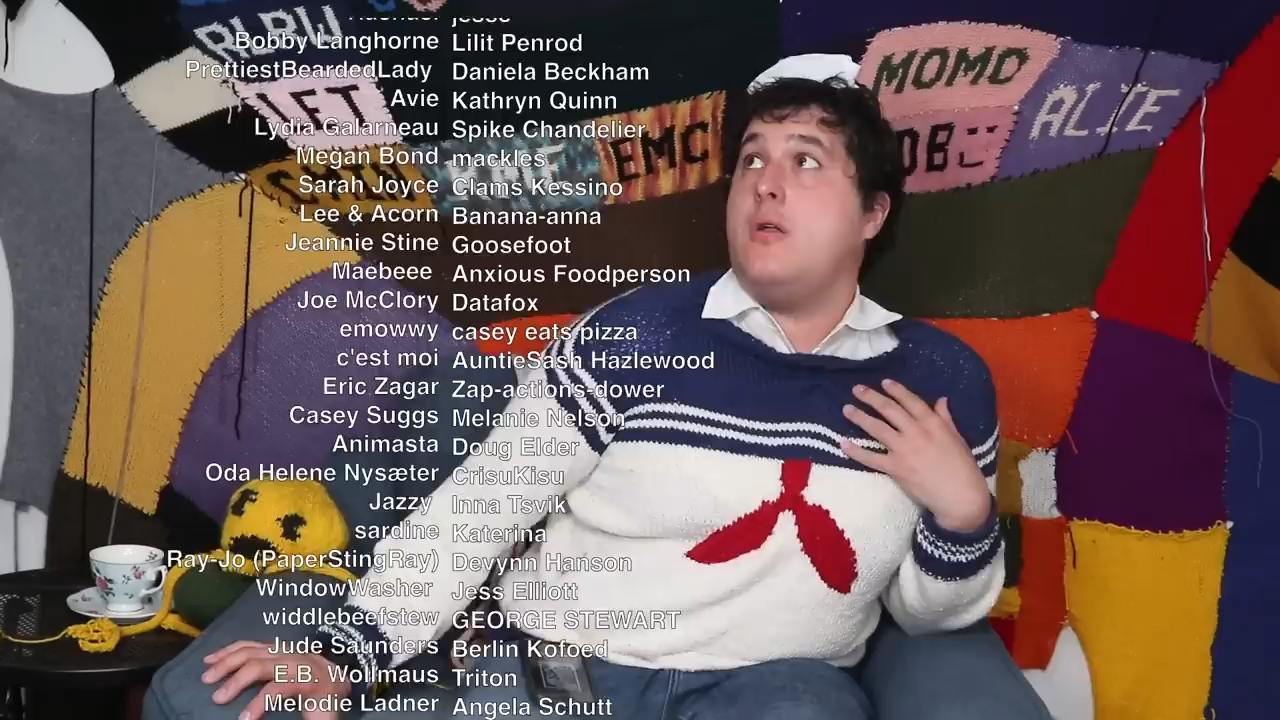 jesse
Bobby Langhorne Lilit Penrod
PrettiestBeardedLady Daniela Beckham
Avie Kathryn Quinn
Lydia Galarneau Spike Chandelier
Megan Bond mackles
Sarah Joyce Clams Kessino
Lee & Acorn Banana-anna
Jeannie Stine Goosefoot
Maebeee Anxious Foodperson
Joe McClory Datafox
emowwy casey eats pizza
c'est moi AuntieSash Hazlewood
Eric Zagar Zap-actions-dower
Casey Suggs Melanie Nelson
Animasta Doug Elder
Oda Helene Nysæter CrisuKisu
Jazzy Inna Tsvik
sardine Katerina
Ray-Jo (PaperStingRay) Devynn Hanson
WindowWasher Jess Elliott
widdlebeefstew GEORGE STEWART
Jude Saunders Berlin Kofoed
E.B. Wollmaus Triton
Melodie Ladner Angela Schutt
RLRW
MOMO
EMC